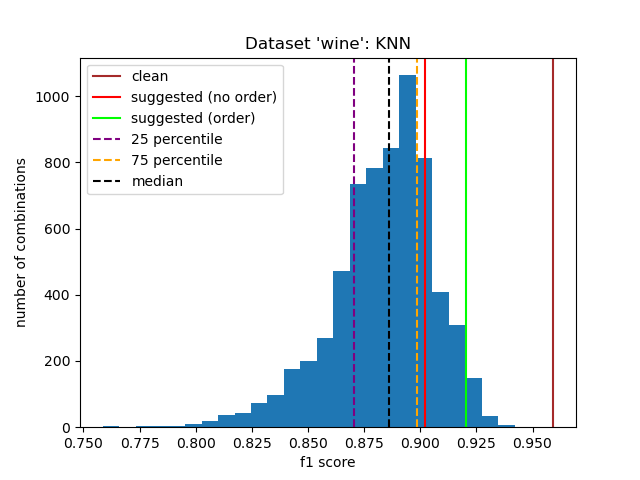 Dataset 'wine': KNN
clean
suggested (no order)
suggested (order)
25 percentile
75 percentile
median
number of combinations
1000
800
600
400
200
0
0.750 0.775 0.800 0.825 0.850 0.875 0.900 0.925 0.950
f1 score